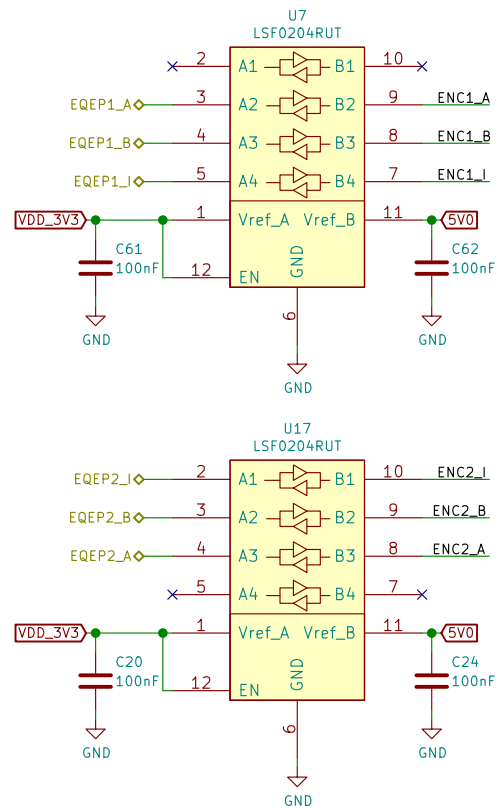 U7
LSF0204RUT
2 A1 B1 10
EQEP1_A 3 A2 B2 9 ENC1_A
EQEP1_B 4 A3 B3 8 ENC1_B
EQEP1_I 5 A4 B4 7 ENC1_I
VDD_3V3 1 Vref_A Vref_B 11 5V0
C61 C62
100nF 100nF
12 EN GND
6
GND GND
GND
U17
LSF0204RUT
EQEP2_I 2 A1 B1 10 ENC2_I
EQEP2_B 3 A2 B2 9 ENC2_B
EQEP2_A 4 A3 B3 8 ENC2_A
5 A4 B4 7
VDD_3V3 1 Vref_A Vref_B 11 5V0
C20 C24
100nF 100nF
12 EN GND
6
GND GND
GND